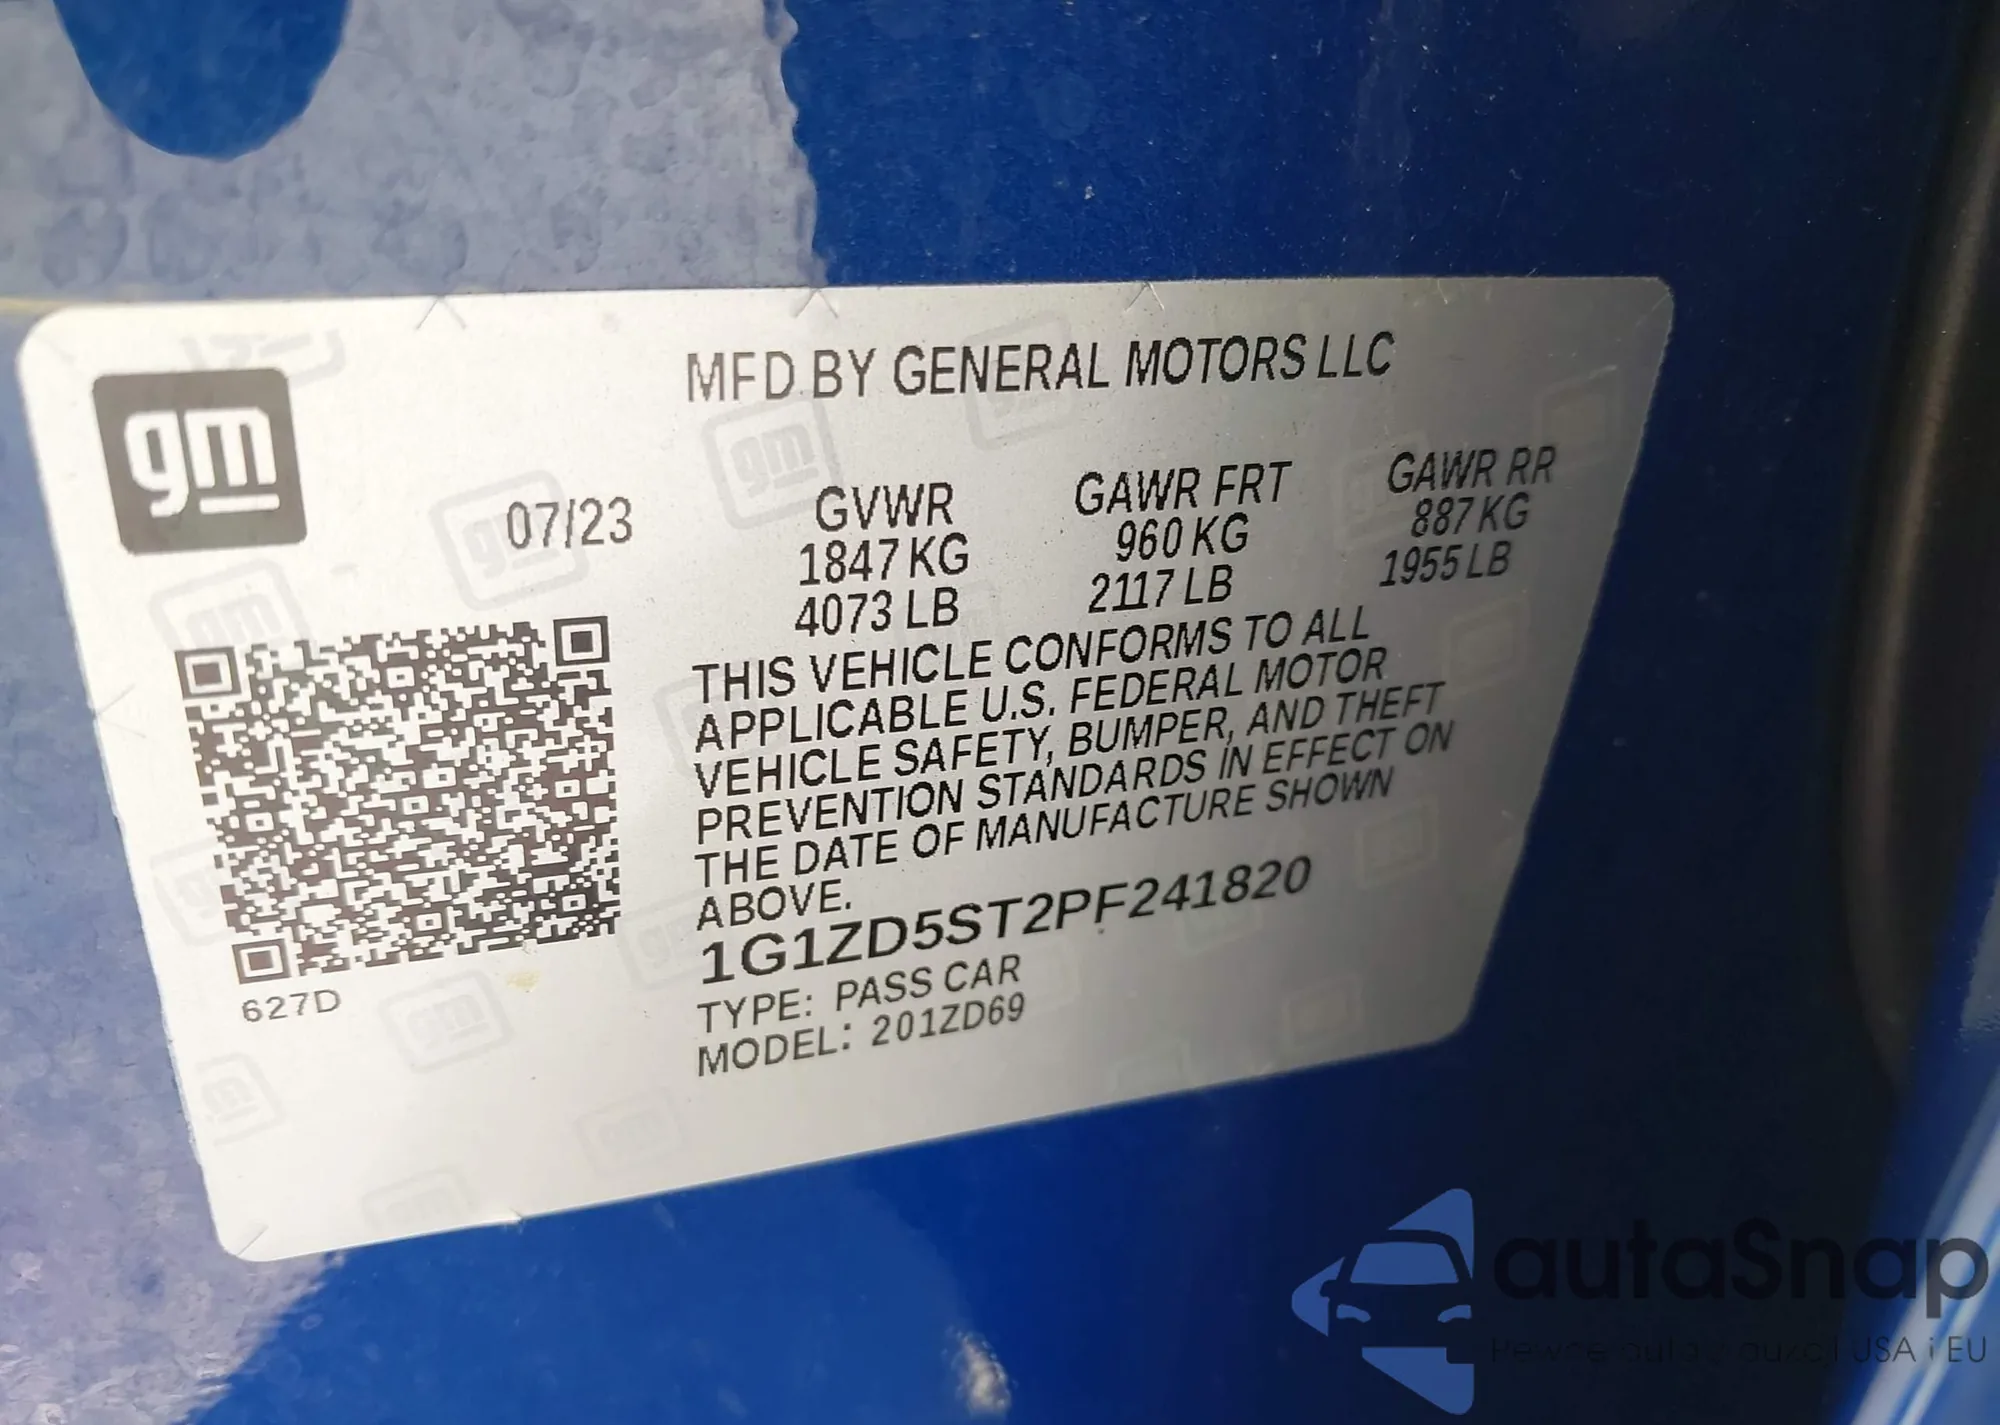 MFD BY GENERAL MOTORS LLC
gm
07/23
GVWR GAWR FRT GAWR RR
1847 KG 960 KG 887 KG
4073 LB 2117 LB 1955 LB
THIS VEHICLE CONFORMS TO ALL
APPLICABLE U.S. FEDERAL MOTOR
VEHICLE SAFETY, BUMPER, AND THEFT
PREVENTION STANDARDS IN EFFECT ON
THE DATE OF MANUFACTURE SHOWN
ABOVE.
1G1ZD5ST2PF241820
TYPE: PASS CAR
MODEL: 201ZD69
627D
autaSnap
USA i EU